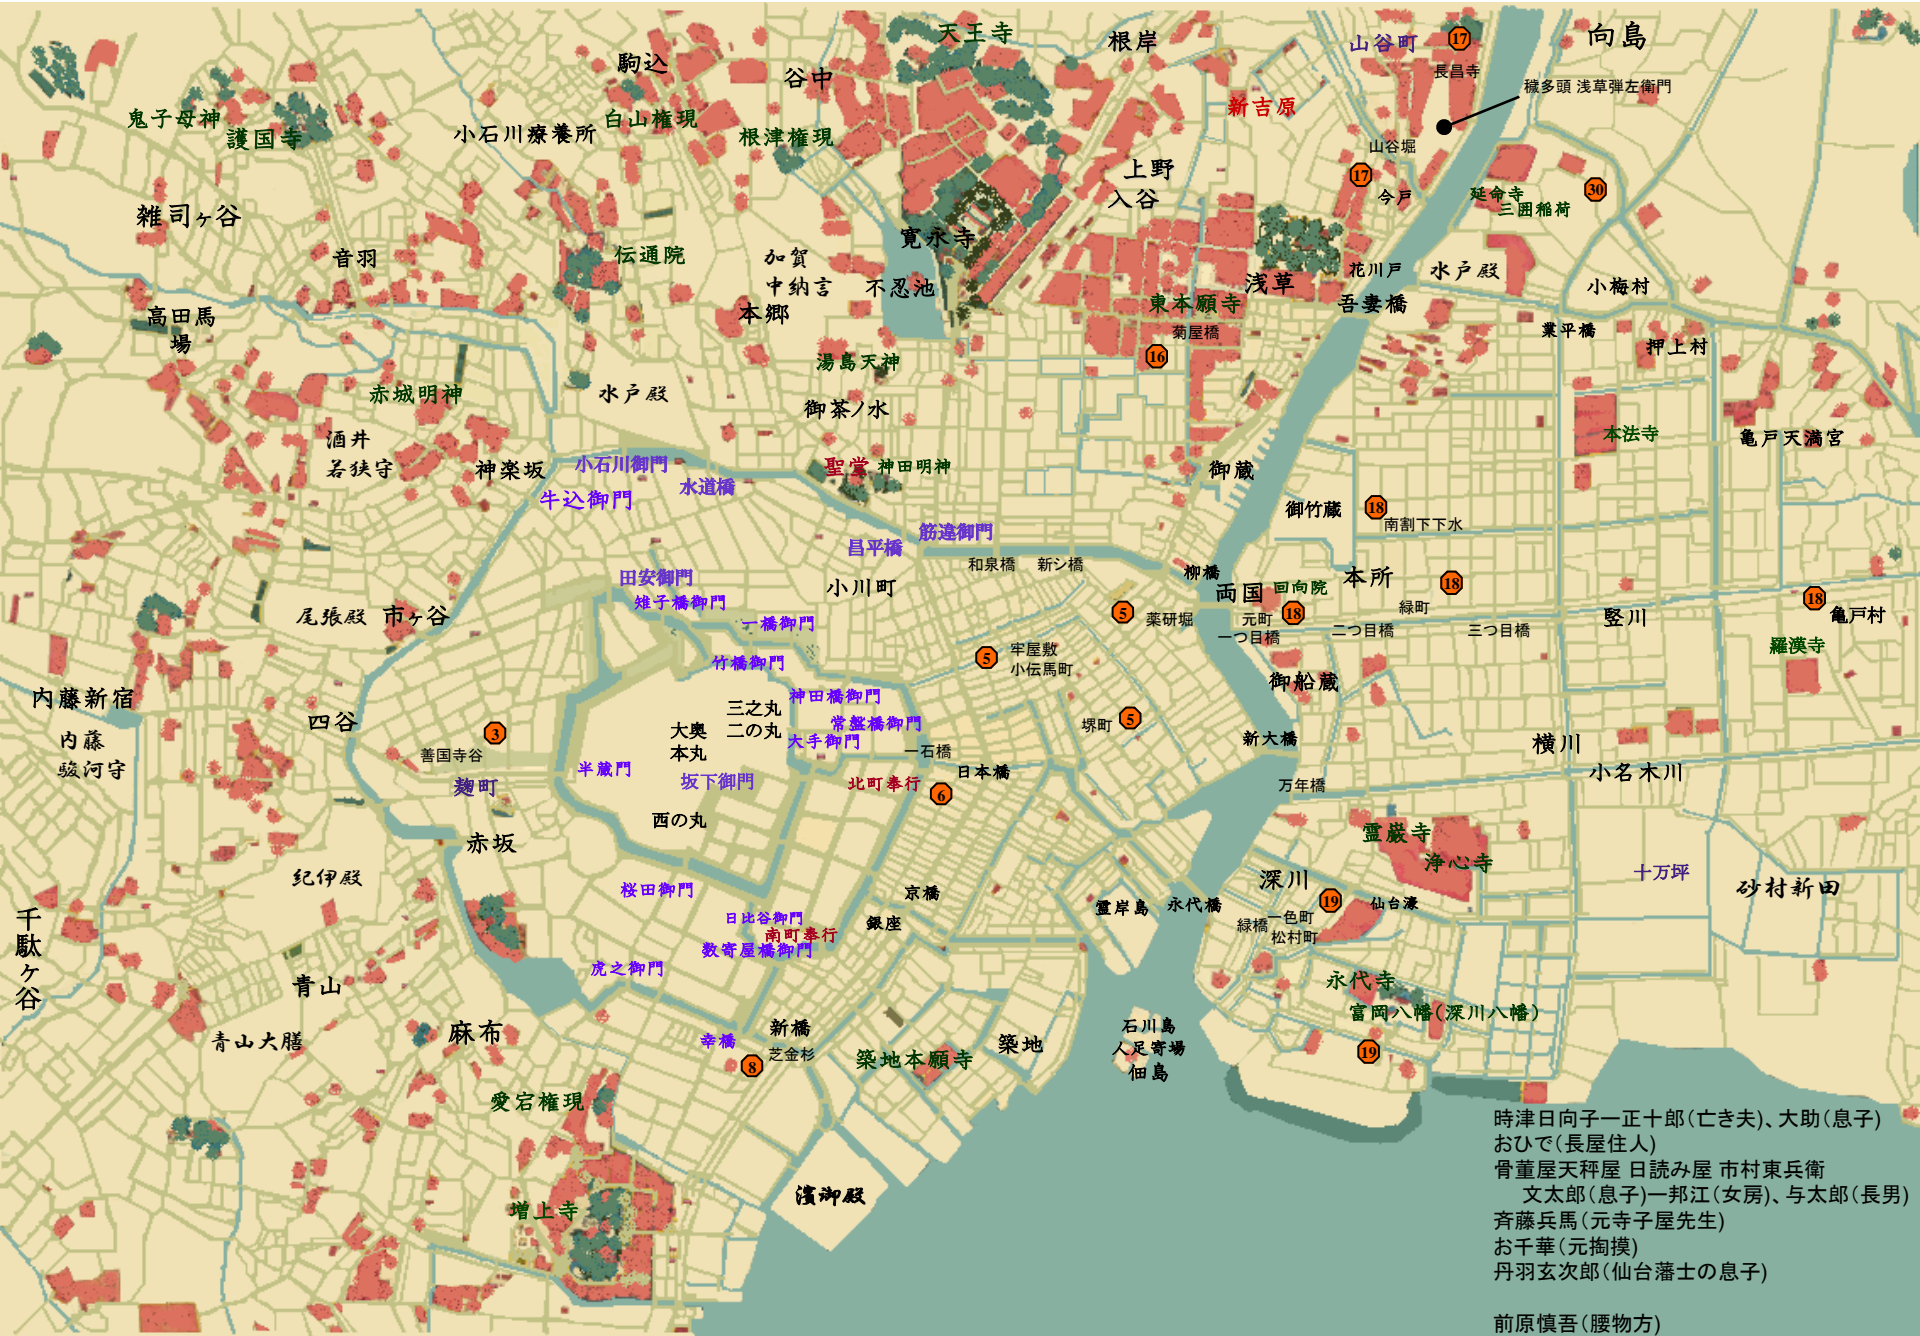 天王寺
根岸
山谷町
17
向島
駒込
谷中
長昌寺
穢多頭 浅草弾左衛門
新吉原
鬼子母神
護国寺
小石川療養所
白山権現
根津権現
山谷堀
上野
入谷
17
今戸
延命寺
三囲稲荷
30
雑司ヶ谷
音羽
伝通院
加賀
中納言
本郷
不忍池
寛永寺
浅草
花川戸
水戸殿
小梅村
東本願寺
吾妻橋
菊屋橋
16
業平橋
押上村
高田馬
場
湯島天神
赤城明神
水戸殿
御茶ノ水
酒井
若狭守
神楽坂
小石川御門
牛込御門
水道橋
聖堂
神田明神
御蔵
本法寺
亀戸天満宮
御竹蔵
18
南割下下水
昌平橋
筋違御門
和泉橋
新シ橋
柳橋
田安御門
雉子橋御門
小川町
一橋御門
竹橋御門
両国
回向院
本所
18
緑町
18
亀戸村
5
薬研堀
元町
18
一つ目橋
二つ目橋
三つ目橋
竪川
羅漢寺
尾張殿
市ヶ谷
5
牢屋敷
小伝馬町
御船蔵
内藤新宿
内藤
駿河守
四谷
3
善国寺谷
麹町
神田橋御門
三之丸
二の丸
大奥
本丸
常盤橋御門
大手御門
一石橋
堺町
5
新大橋
横川
小名木川
半蔵門
坂下御門
北町奉行
日本橋
6
万年橋
西の丸
赤坂
霊巌寺
浄心寺
十万坪
砂村新田
紀伊殿
桜田御門
京橋
深川
19
仙台濠
千駄ヶ谷
日比谷御門
南町奉行
数寄屋橋御門
銀座
霊岸島
永代橋
緑橋
一色町
松村町
虎之御門
青山
永代寺
富岡八幡(深川八幡)
19
青山大膳
麻布
幸橋
新橋
芝金杉
8
築地本願寺
築地
石川島
人足寄場
佃島
愛宕権現
増上寺
濱御殿
時津日向子―正十郎(亡き夫)、大助(息子)
おひで(長屋住人)
骨董屋天秤屋 日読み屋 市村東兵衛
文太郎(息子)―邦江(女房)、与太郎(長男)
斉藤兵馬(元寺子屋先生)
お千華(元掏摸)
丹羽玄次郎(仙台藩士の息子)
前原慎吾(腰物方)